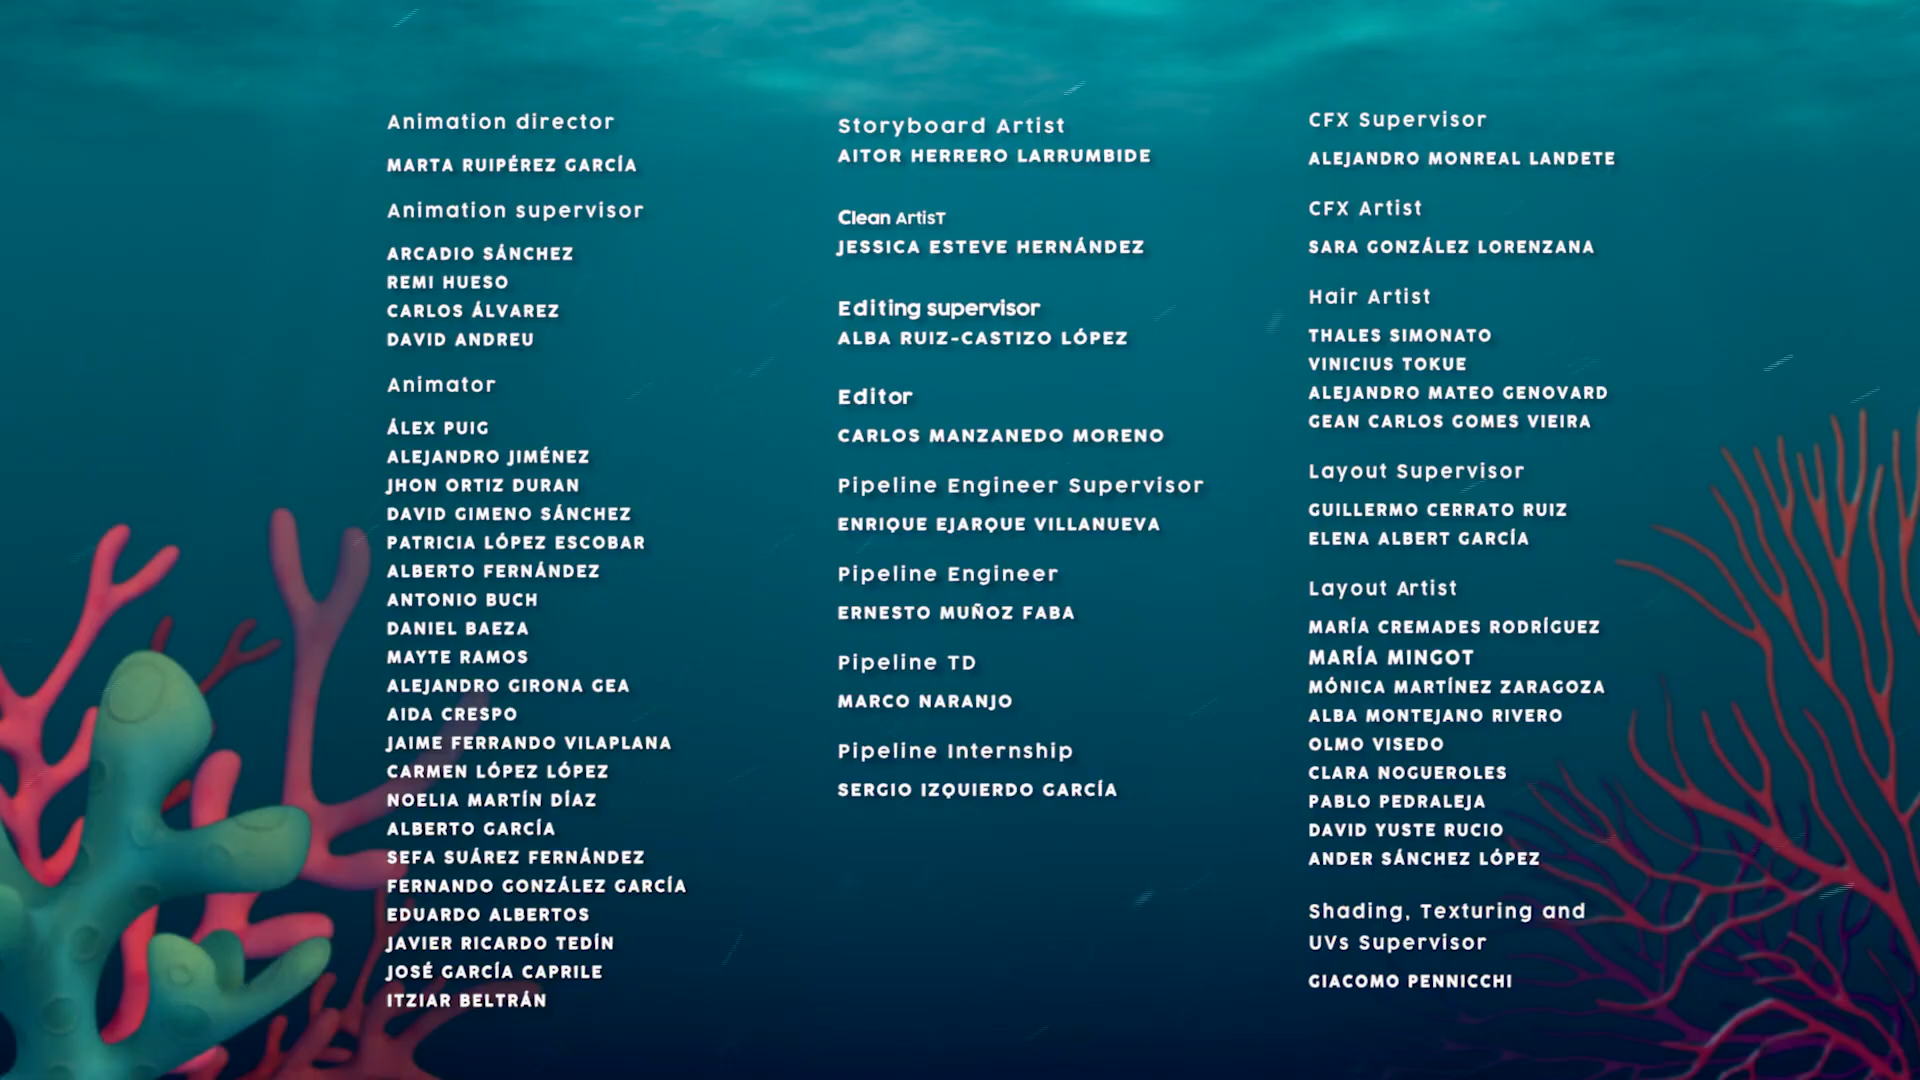 Animation director
MARTA RUIPÉREZ GARCÍA
Animation supervisor
ARCADIO SÁNCHEZ
REMI HUESO
CARLOS ÁLVAREZ
DAVID ANDREU
Animator
ÁLEX PUIG
ALEJANDRO JIMÉNEZ
JHON ORTIZ DURAN
DAVID GIMENO SÁNCHEZ
PATRICIA LÓPEZ ESCOBAR
ALBERTO FERNÁNDEZ
ANTONIO BUCH
DANIEL BAEZA
MAYTE RAMOS
ALEJANDRO GIRONA GEA
AIDA CRESPO
JAIME FERRANDO VILAPLANA
CARMEN LÓPEZ LÓPEZ
NOELIA MARTÍN DÍAZ
ALBERTO GARCÍA
SEFA SUÁREZ FERNÁNDEZ
FERNANDO GONZÁLEZ GARCÍA
EDUARDO ALBERTOS
JAVIER RICARDO TEDÍN
JOSÉ GARCÍA CAPRILE
ITZIAR BELTRÁN
Storyboard Artist
AITOR HERRERO LARRUMBIDE
Clean ArtisT
JESSICA ESTEVE HERNÁNDEZ
Editing supervisor
ALBA RUIZ-CASTIZO LÓPEZ
Editor
CARLOS MANZANEDO MORENO
Pipeline Engineer Supervisor
ENRIQUE EJARQUE VILLANUEVA
Pipeline Engineer
ERNESTO MUÑOZ FABA
Pipeline TD
MARCO NARANJO
Pipeline Internship
SERGIO IZQUIERDO GARCÍA
CFX Supervisor
ALEJANDRO MONREAL LANDETE
CFX Artist
SARA GONZÁLEZ LORENZANA
Hair Artist
THALES SIMONATO
VINICIUS TOKUE
ALEJANDRO MATEO GENOVARD
GEAN CARLOS GOMES VIEIRA
Layout Supervisor
GUILLERMO CERRATO RUIZ
ELENA ALBERT GARCÍA
Layout Artist
MARÍA CREMADES RODRÍGUEZ
MARÍA MINGOT
MÓNICA MARTÍNEZ ZARAGOZA
ALBA MONTEJANO RIVERO
OLMO VISEDO
CLARA NOGUEROLES
PABLO PEDRALEJA
DAVID YUSTE RUCIO
ANDER SÁNCHEZ LÓPEZ
Shading, Texturing and
UVs Supervisor
GIACOMO PENNICCHI